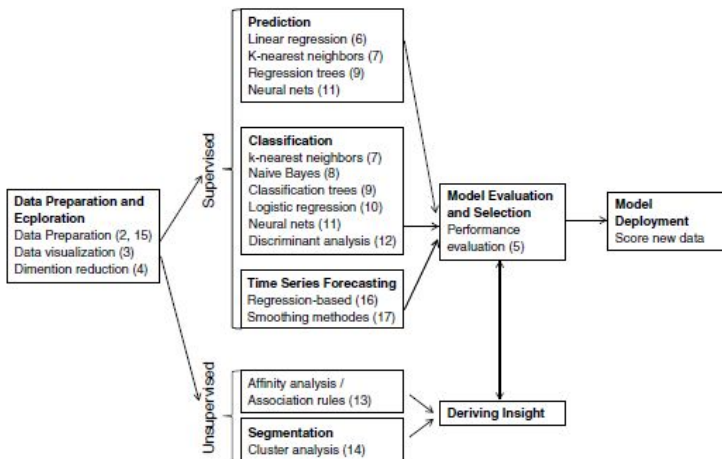 Data Preparation and
Ecploration
Data Preparation (2, 15)
Data visualization (3)
Dimention reduction (4)
Supervised
Prediction
Linear regression (6)
K-nearest neighbors (7)
Regression trees (9)
Neural nets (11)
Classification
k-nearest neighbors (7)
Naive Bayes (8)
Classification trees (9)
Logistic regression (10)
Neural nets (11)
Discriminant analysis (12)
Time Series Forecasting
Regression-based (16)
Smoothing methodes (17)
Unsupervised
Affinity analysis /
Association rules (13)
Segmentation
Cluster analysis (14)
Model Evaluation
and Selection
Performance
evaluation (5)
Deriving Insight
Model
Deployment
Score new data